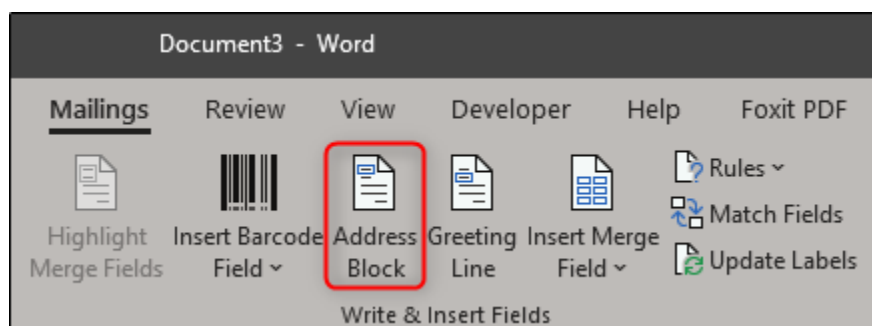 Document3 - Word
Mailings Review View Developer Help Foxit PDF
Highlight Merge Fields
Insert Barcode Field
Address Block
Greeting Line
Insert Merge Field
Rules
Match Fields
Update Labels
Write & Insert Fields